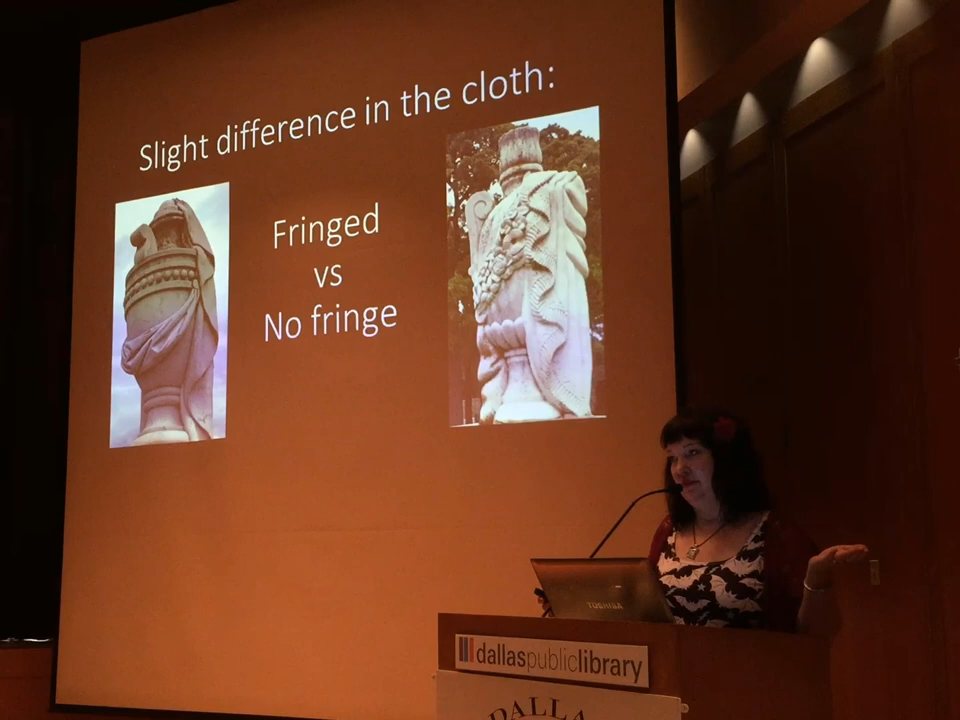 Slight difference in the cloth:
Fringed
vs
No fringe
TOSHIBA
dallaspubliclibrary